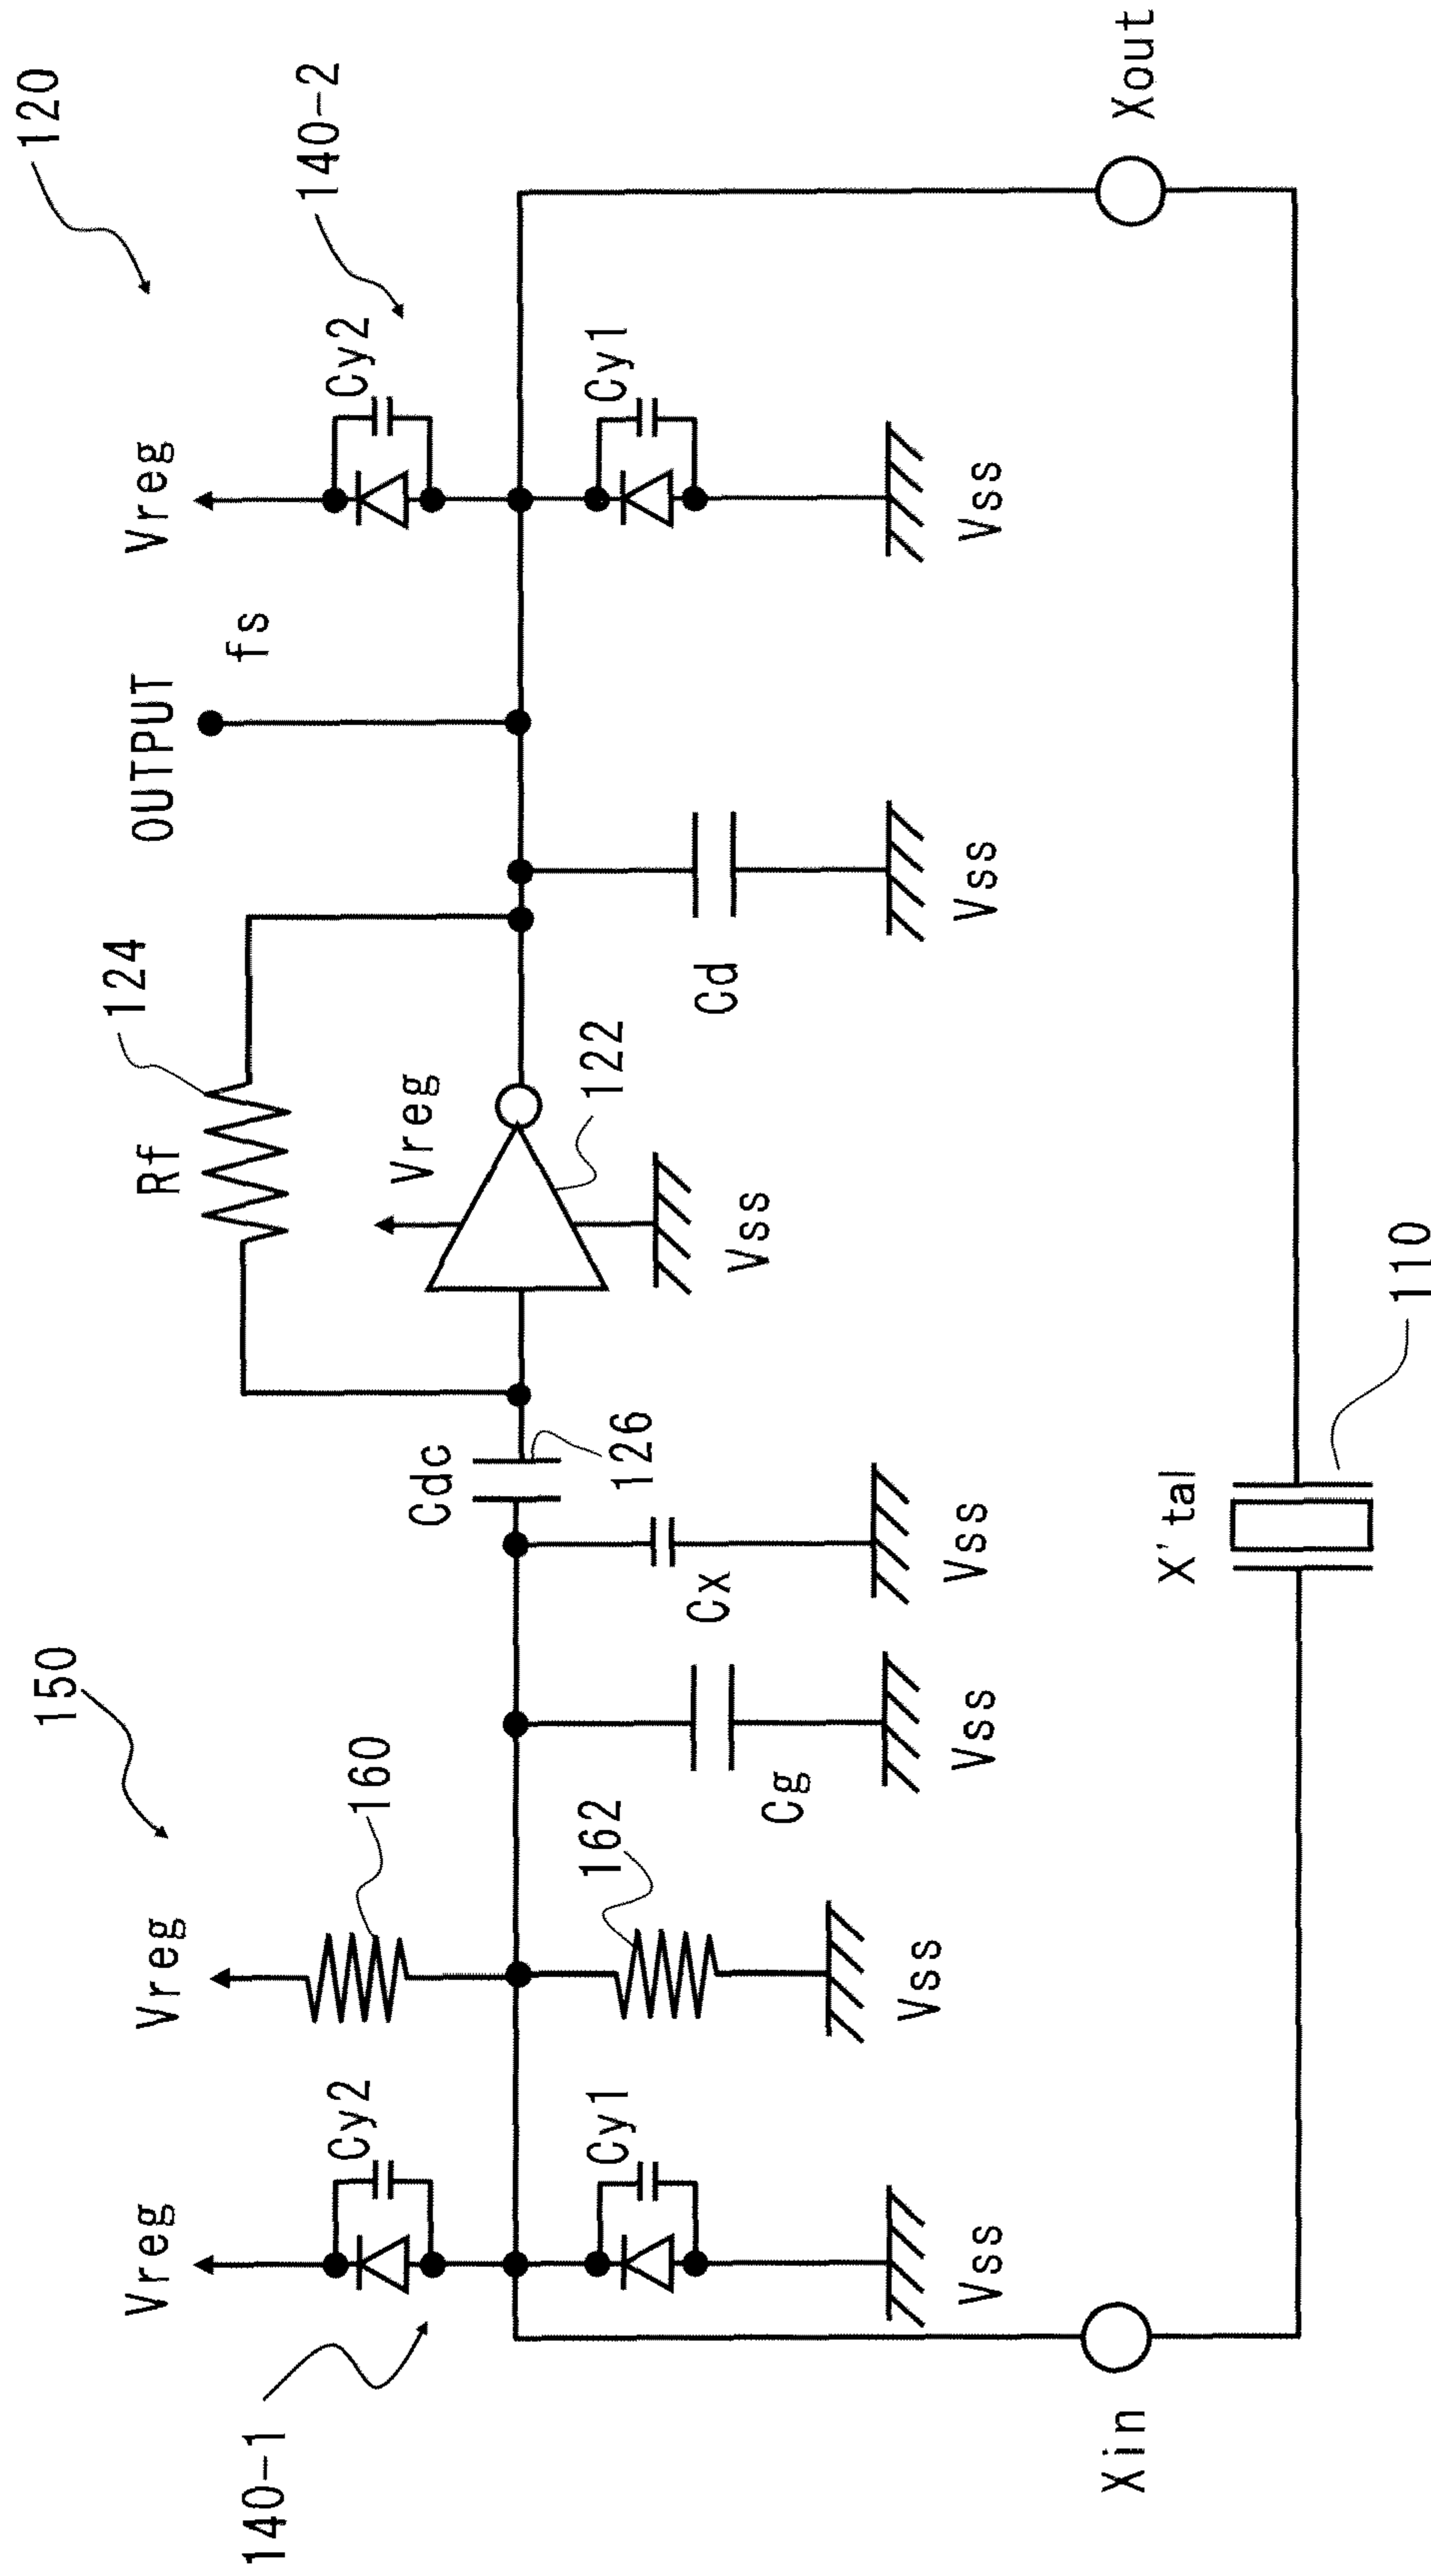 120
150
140-1
Vreg
Cy2
Cy1
Vss
Vreg
160
162
Vss
Cg
Vss
Cx
Vss
Cdc
126
Rf
124
Vreg
122
Vss
Cd
Vss
OUTPUT
fs
Vreg
Cy2
140-2
Cy1
Vss
Xin
X'tal
110
Xout